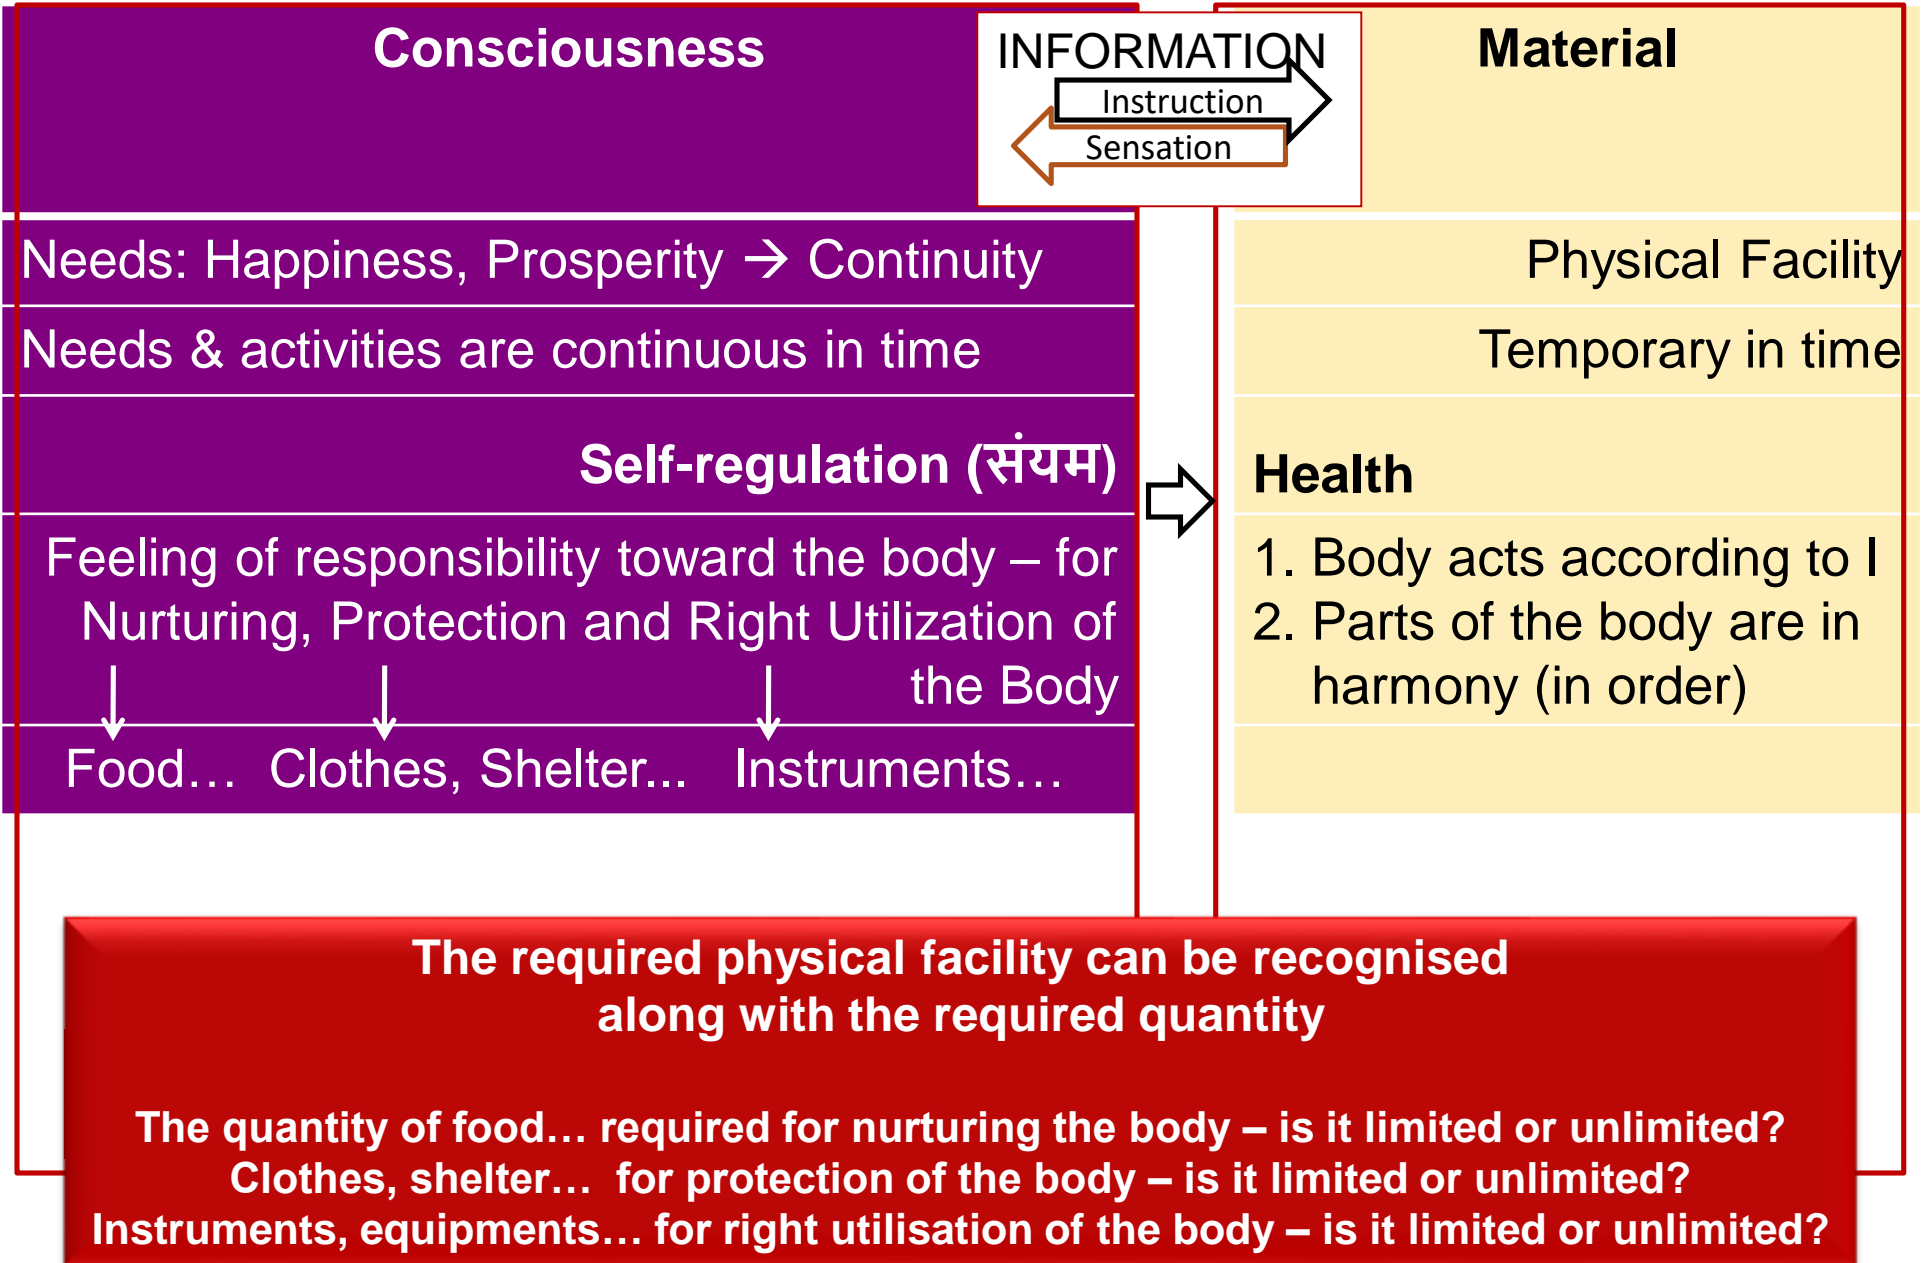 Consciousness
INFORMATION
Instruction
Sensation
Material
Needs: Happiness, Prosperity → Continuity
Physical Facility
Needs & activities are continuous in time
Temporary in time
Self-regulation (संयम)
Health
Feeling of responsibility toward the body – for
Nurturing, Protection and Right Utilization of
the Body
1. Body acts according to I
2. Parts of the body are in
harmony (in order)
Food… Clothes, Shelter... Instruments…
The required physical facility can be recognised
along with the required quantity
The quantity of food… required for nurturing the body – is it limited or unlimited?
Clothes, shelter… for protection of the body – is it limited or unlimited?
Instruments, equipments… for right utilisation of the body – is it limited or unlimited?